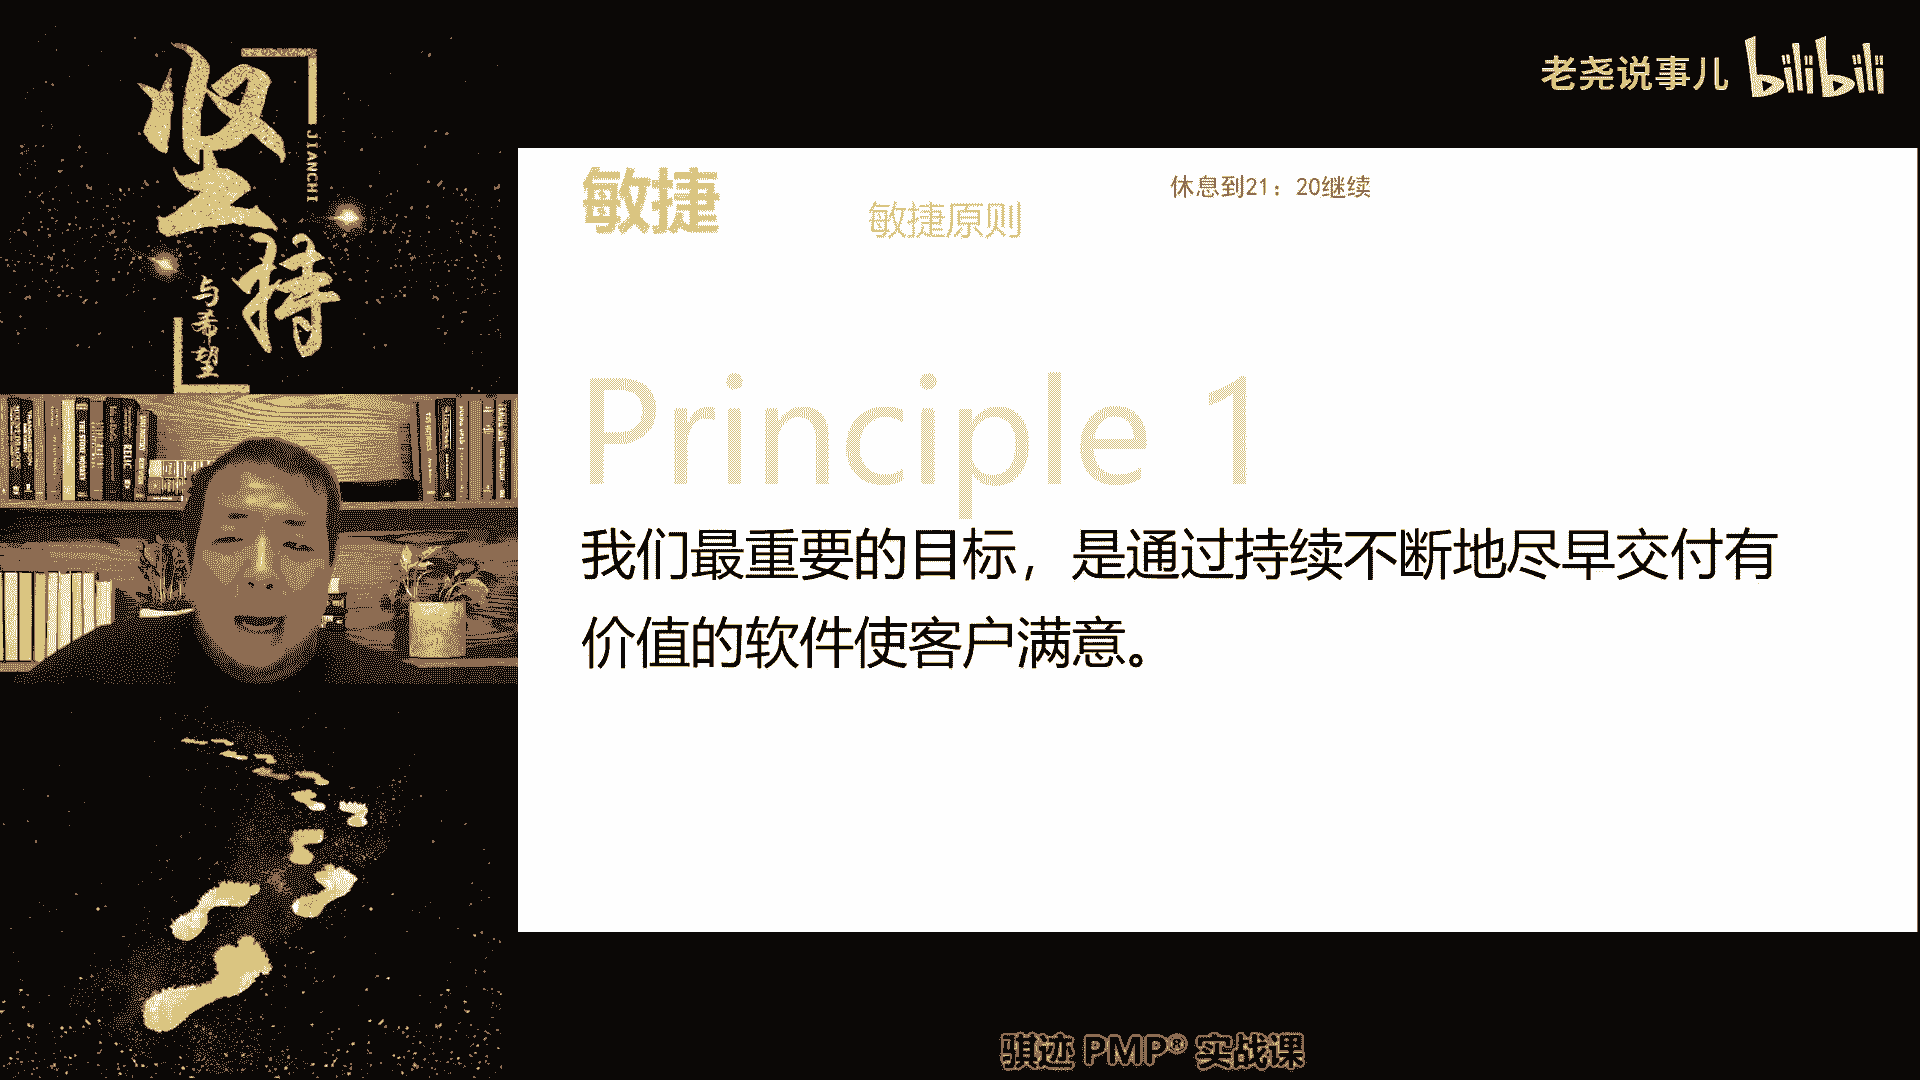 坚持
JIANCHI
与希望
老尧说事儿 bilibili
敏捷
敏捷原则
休息到21：20继续
Principle 1
我们最重要的目标，是通过持续不断地尽早交付有
价值的软件使客户满意。
骐迹 PMP® 实战课